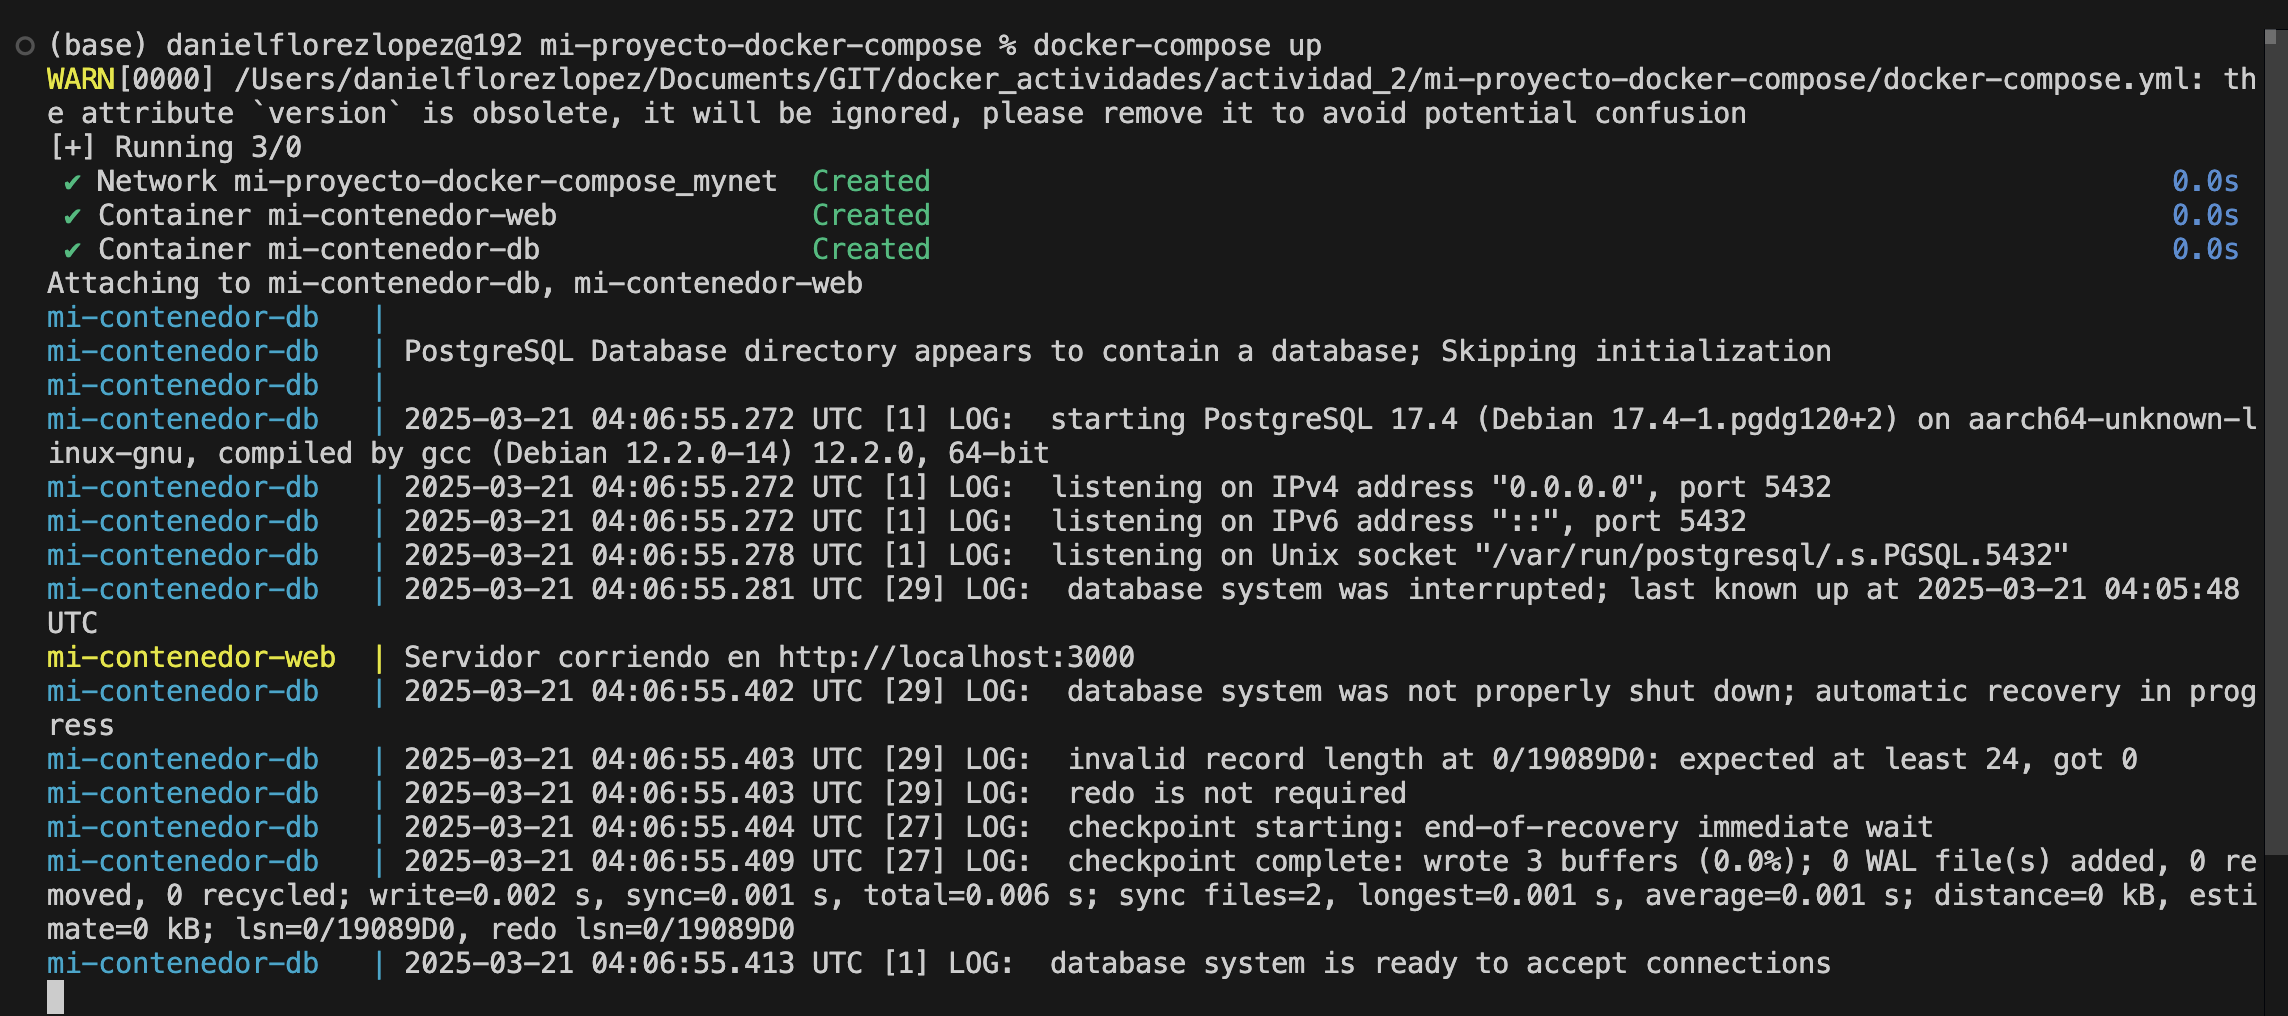 (base) danielflorezlopez@192 mi-proyecto-docker-compose % docker-compose up
WARN[0000] /Users/danielflorezlopez/Documents/GIT/docker_actividades/actividad_2/mi-proyecto-docker-compose/docker-compose.yml: th
e attribute `version` is obsolete, it will be ignored, please remove it to avoid potential confusion
[+] Running 3/0
✔ Network mi-proyecto-docker-compose_mynet  Created 0.0s
✔ Container mi-contenedor-web Created 0.0s
✔ Container mi-contenedor-db Created 0.0s
Attaching to mi-contenedor-db, mi-contenedor-web
mi-contenedor-db   |
mi-contenedor-db   | PostgreSQL Database directory appears to contain a database; Skipping initialization
mi-contenedor-db   |
mi-contenedor-db   | 2025-03-21 04:06:55.272 UTC [1] LOG:  starting PostgreSQL 17.4 (Debian 17.4-1.pgdg120+2) on aarch64-unknown-l
inux-gnu, compiled by gcc (Debian 12.2.0-14) 12.2.0, 64-bit
mi-contenedor-db   | 2025-03-21 04:06:55.272 UTC [1] LOG:  listening on IPv4 address "0.0.0.0", port 5432
mi-contenedor-db   | 2025-03-21 04:06:55.272 UTC [1] LOG:  listening on IPv6 address "::", port 5432
mi-contenedor-db   | 2025-03-21 04:06:55.278 UTC [1] LOG:  listening on Unix socket "/var/run/postgresql/.s.PGSQL.5432"
mi-contenedor-db   | 2025-03-21 04:06:55.281 UTC [29] LOG:  database system was interrupted; last known up at 2025-03-21 04:05:48
UTC
mi-contenedor-web  | Servidor corriendo en http://localhost:3000
mi-contenedor-db   | 2025-03-21 04:06:55.402 UTC [29] LOG:  database system was not properly shut down; automatic recovery in prog
ress
mi-contenedor-db   | 2025-03-21 04:06:55.403 UTC [29] LOG:  invalid record length at 0/19089D0: expected at least 24, got 0
mi-contenedor-db   | 2025-03-21 04:06:55.403 UTC [29] LOG:  redo is not required
mi-contenedor-db   | 2025-03-21 04:06:55.404 UTC [27] LOG:  checkpoint starting: end-of-recovery immediate wait
mi-contenedor-db   | 2025-03-21 04:06:55.409 UTC [27] LOG:  checkpoint complete: wrote 3 buffers (0.0%); 0 WAL file(s) added, 0 re
moved, 0 recycled; write=0.002 s, sync=0.001 s, total=0.006 s; sync files=2, longest=0.001 s, average=0.001 s; distance=0 kB, esti
mate=0 kB; lsn=0/19089D0, redo lsn=0/19089D0
mi-contenedor-db   | 2025-03-21 04:06:55.413 UTC [1] LOG:  database system is ready to accept connections